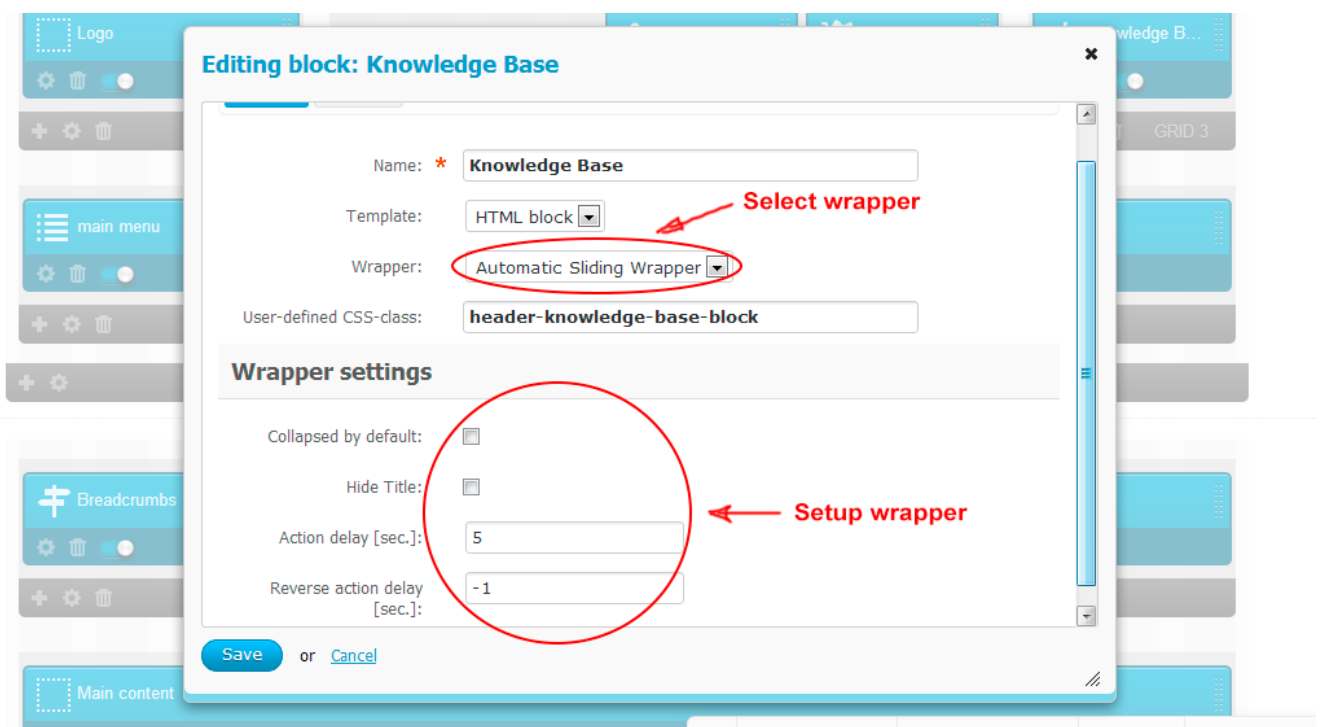 Logo
wledge B...
Editing block: Knowledge Base
GRID 3
Name: * Knowledge Base
Select wrapper
Template: HTML block
main menu
Wrapper: Automatic Sliding Wrapper
User-defined CSS-class: header-knowledge-base-block
Wrapper settings
Collapsed by default:
Hide Title:
Breadcrumbs
Setup wrapper
Action delay [sec.]: 5
Reverse action delay -1
[sec.]:
Save or Cancel
Main content